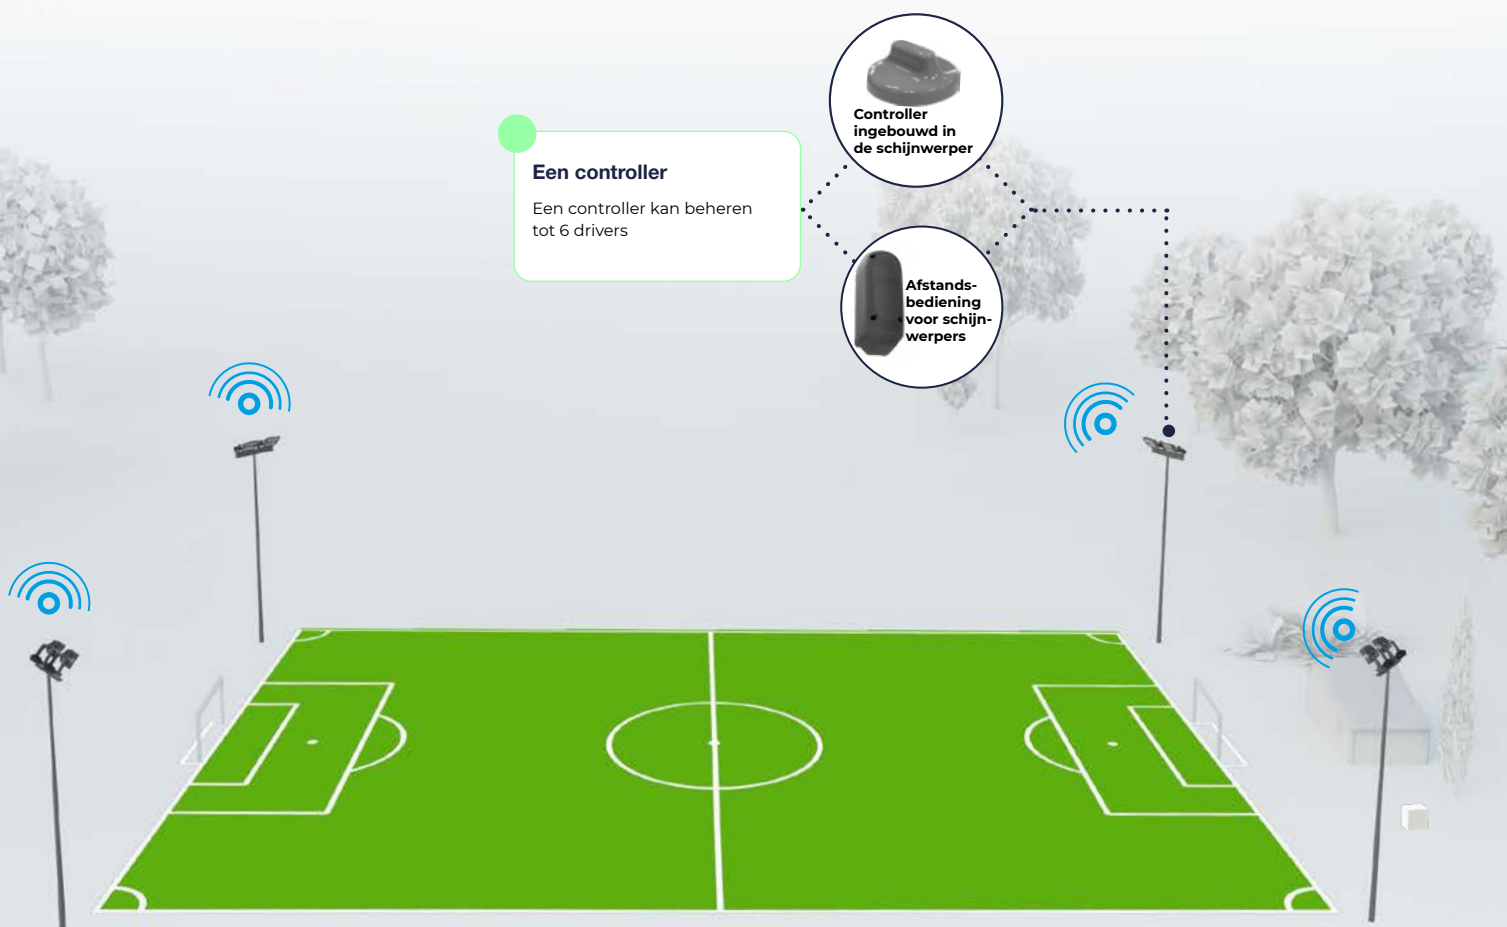 Een controller
Een controller kan beheren
tot 6 drivers
Controller
ingebouwd in
de schijnwerper
Afstands-
bediening
voor schijn-
werpers